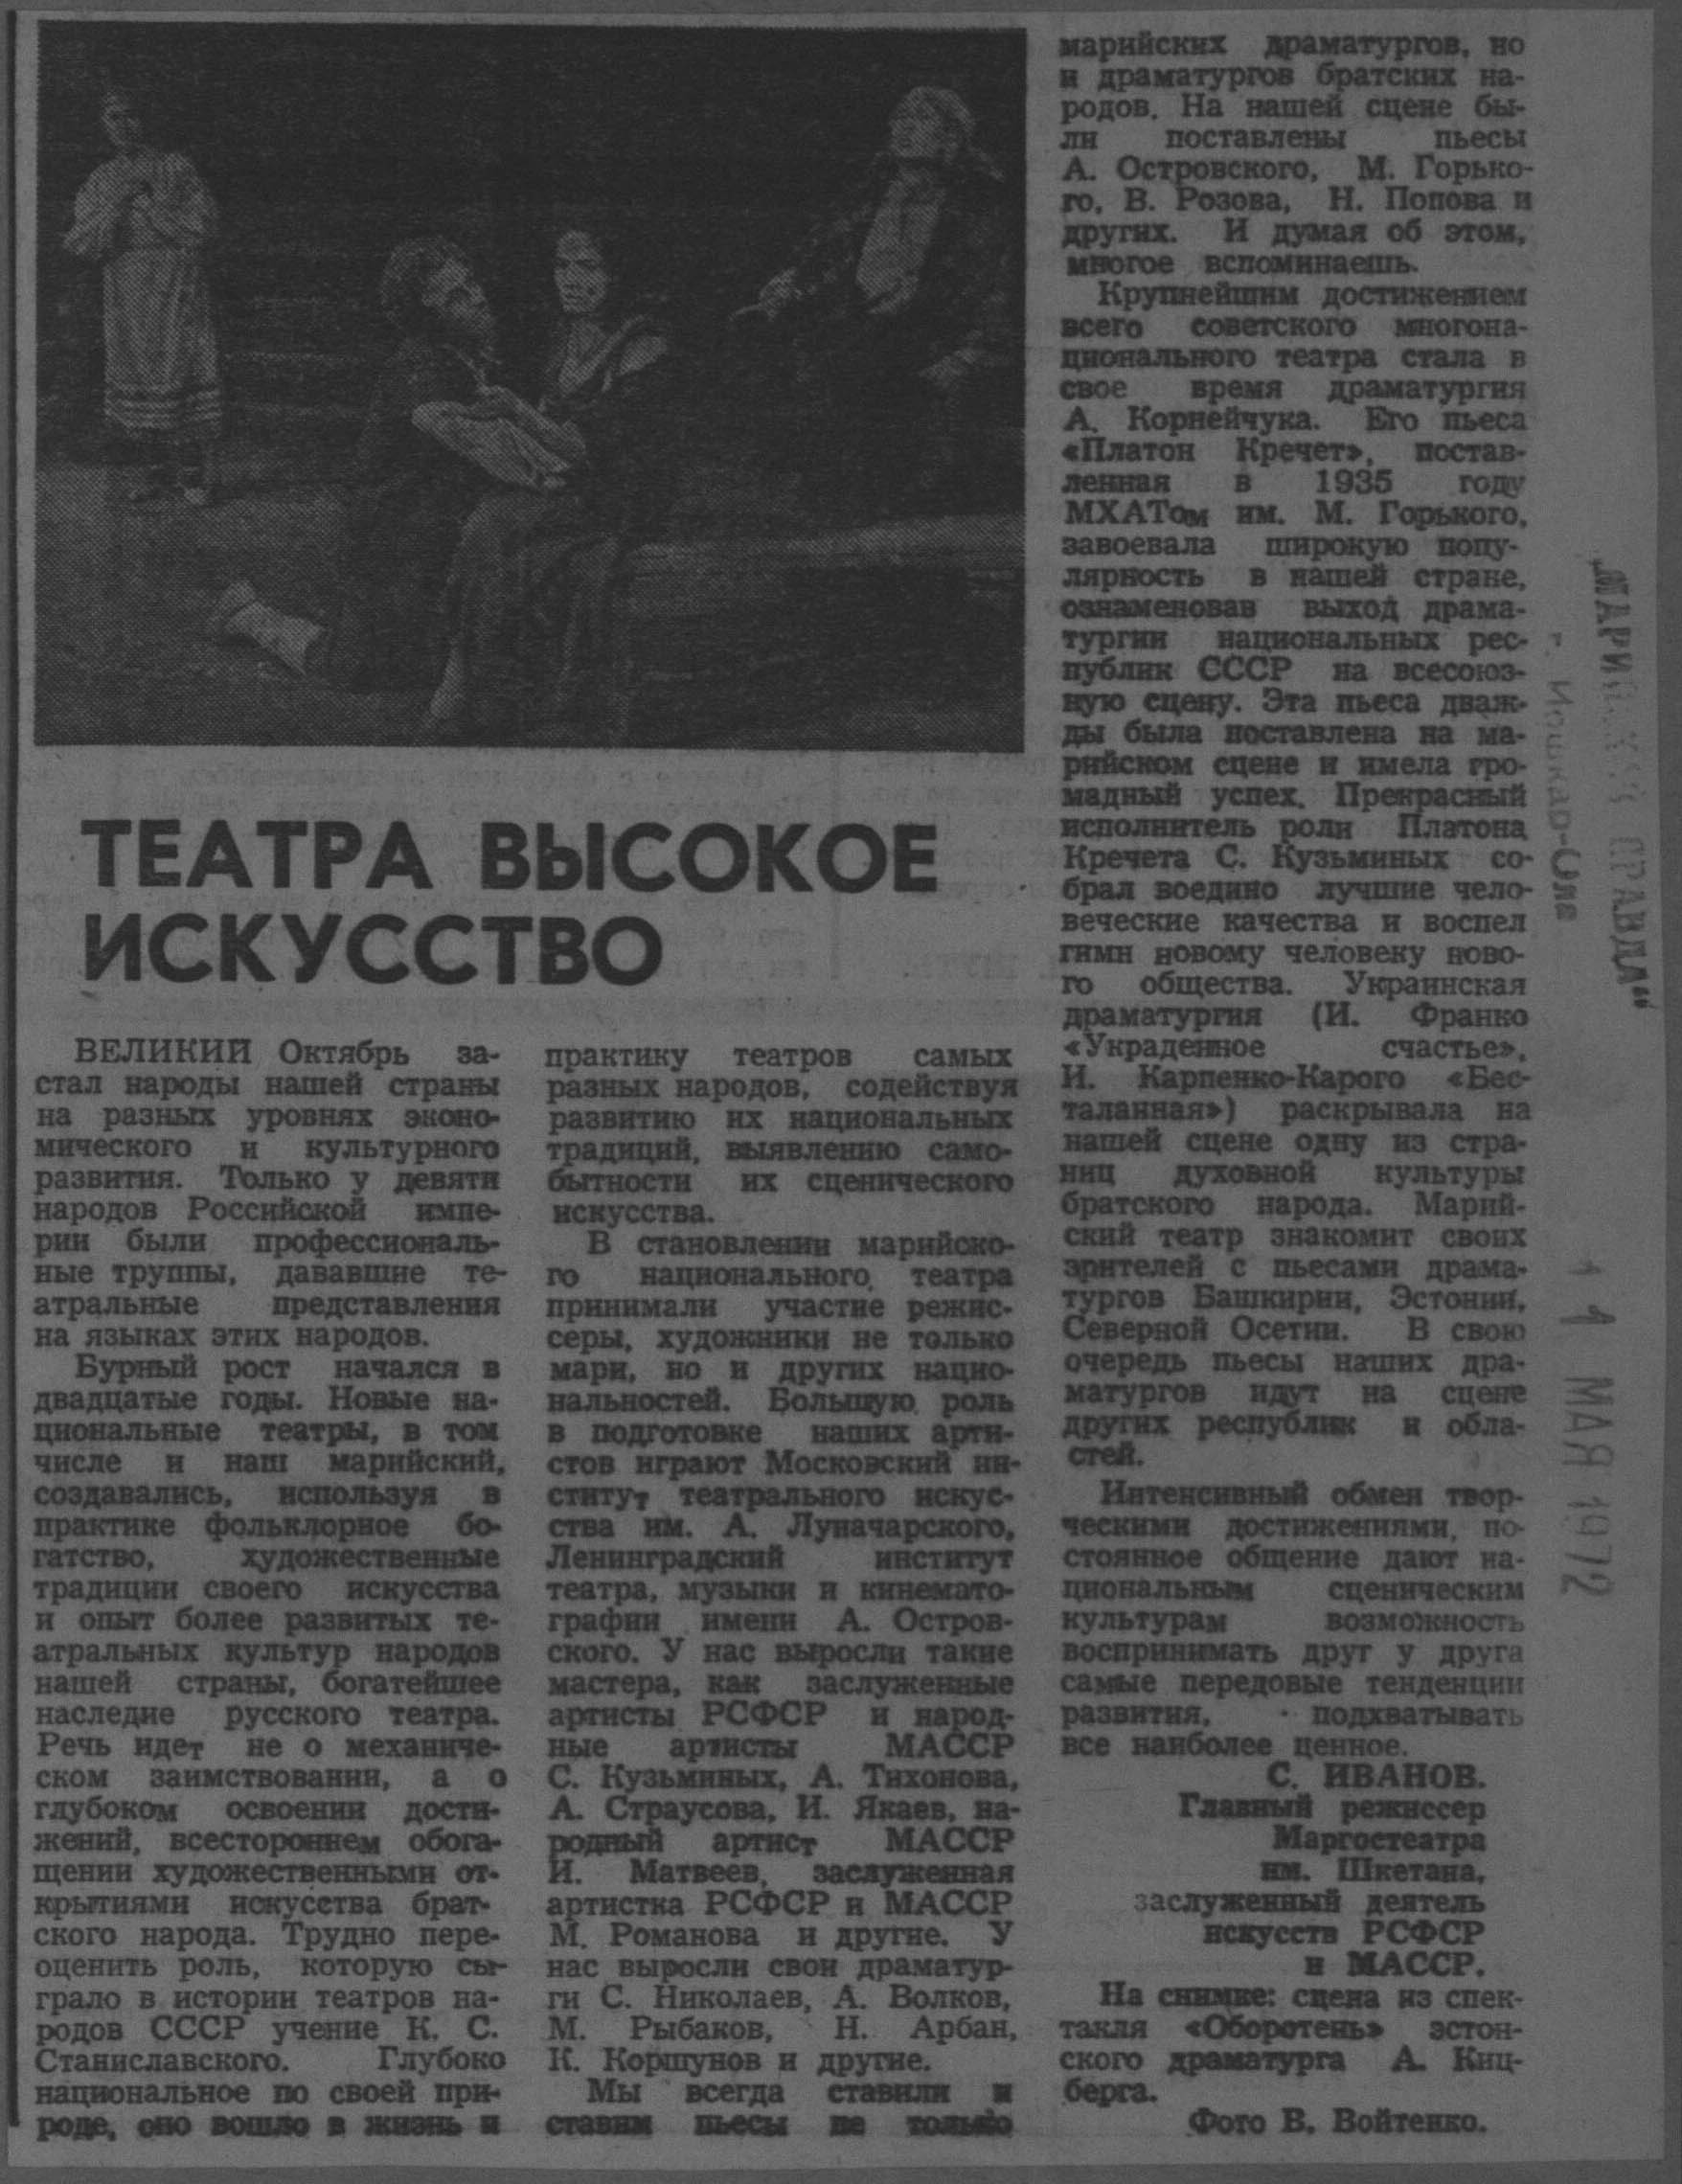 ТЕАТРА ВЫСОКОЕ
ИСКУССТВО
ВЕЛИКИЙ Октябрь за-
стал народы нашей страны
на разных уровнях эконо-
мического и культурного
развития. Только у девяти
народов Российской импе-
рии были профессиональ-
ные труппы, дававшие те-
атральные представления
на языках этих народов.
Бурный рост начался в
двадцатые годы. Новые на-
циональные театры, в том
числе и наш марийский,
создавались, используя в
практике фольклорное бо-
гатство, художественные
традиции своего искусства
и опыт более развитых те-
атральных культур народов
нашей страны, богатейшее
наследие русского театра.
Речь идет не о механиче-
ском заимствовании, а о
глубоком освоении дости-
жений, всестороннем обога-
щении художественными от-
крытиями искусства брат-
ского народа. Трудно пере-
оценить роль, которую сы-
грало в истории театров на-
родов СССР учение К. С.
Станиславского. Глубоко
национальное по своей при-
роде, оно вошло в жизнь и
практику театров самых
разных народов, содействуя
развитию их национальных
традиций, выявлению само-
бытности их сценического
искусства.
В становлении марийско-
го национального театра
принимали участие режис-
серы, художники не только
мари, но и других нацио-
нальностей. Большую роль
в подготовке наших арти-
стов играют Московский ин-
ститут театрального искус-
ства им. А. Луначарского,
Ленинградский институт
театра, музыки и кинемато-
графии имени А. Остров-
ского. У нас выросли такие
мастера, как заслуженные
артисты РСФСР и народ-
ные артисты МАССР
С. Кузьминых, А. Тихонова,
А. Страусова, И. Якаев, на-
родный артист МАССР
И. Матвеев, заслуженная
артистка РСФСР и МАССР
М. Романова и другие. У
нас выросли свои драматур-
ги С. Николаев, А. Волков,
М. Рыбаков, Н. Арбан,
К. Коршунов и другие.
Мы всегда ставили и
ставим пьесы не только
марийских драматургов, но
и драматургов братских на-
родов. На нашей сцене бы-
ли поставлены пьесы
А. Островского, М. Горько-
го, В. Розова, Н. Попова и
других. И думая об этом,
многое вспоминаешь.
Крупнейшим достижением
всего советского многона-
ционального театра стала в
свое время драматургия
А. Корнейчука. Его пьеса
«Платон Кречет», постав-
ленная в 1935 году
МХАТом им. М. Горького,
завоевала широкую попу-
лярность в нашей стране,
ознаменовав выход драма-
тургии национальных рес-
публик СССР на всесоюз-
ную сцену. Эта пьеса дваж-
ды была поставлена на ма-
рийском сцене и имела гро-
мадный успех. Прекрасный
исполнитель роли Платона
Кречета С. Кузьминых со-
брал воедино лучшие чело-
веческие качества и воспел
гимн новому человеку ново-
го общества. Украинская
драматургия (И. Франко
«Украденное счастье»,
И. Карпенко-Карого «Бес-
таланная») раскрывала на
нашей сцене одну из стра-
ниц духовной культуры
братского народа. Марий-
ский театр знакомит своих
зрителей с пьесами драма-
тургов Башкирии, Эстонии,
Северной Осетии. В свою
очередь пьесы наших дра-
матургов идут на сцене
других республик и обла-
стей.
Интенсивный обмен твор-
ческими достижениями, по-
стоянное общение дают на-
циональным сценическим
культурам возможность
воспринимать друг у друга
самые передовые тенденции
развития, подхватывать
все наиболее ценное.
С. ИВАНОВ.
Главный режиссер
Маргостеатра
им. Шкетана,
заслуженный деятель
искусств РСФСР
и МАССР.
На снимке: сцена из спек-
такля «Оборотень» эстон-
ского драматурга А. Киц-
берга.
Фото В. Войтенко.
ПРАВДА"
г. Йошкар-Ола
11 МАЯ 1972